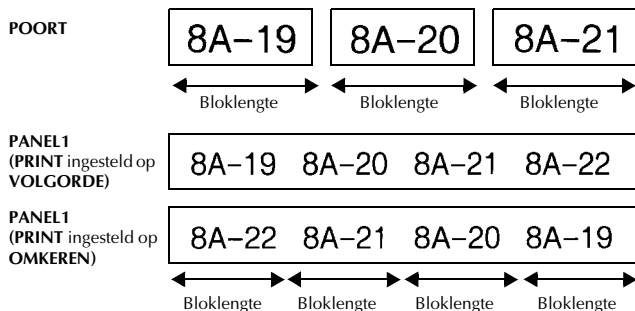 POORT
8A–19 8A–20 8A–21
Bloklengte Bloklengte Bloklengte
PANEL1
(PRINT ingesteld op
VOLGORDE)
8A–19 8A–20 8A–21 8A–22
PANEL1
(PRINT ingesteld op
OMKEREN)
8A–22 8A–21 8A–20 8A–19
Bloklengte Bloklengte Bloklengte Bloklengte